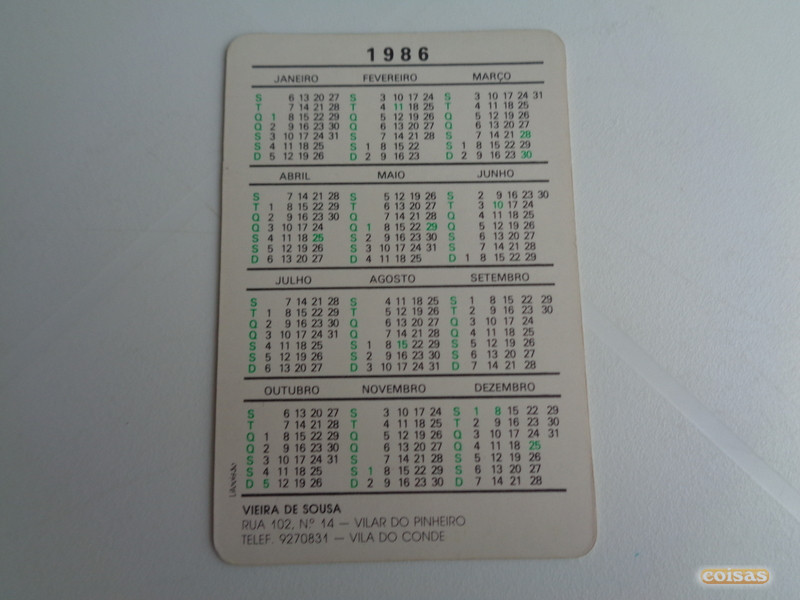 1986
JANEIRO FEVEREIRO MARÇO
S 6 13 20 27 S 3 10 17 24 S 3 10 17 24 31
T 7 14 21 28 T 4 11 18 25 T 4 11 18 25
Q 1 8 15 22 29 Q 5 12 19 26 Q 5 12 19 26
Q 2 9 16 23 30 Q 6 13 20 27 Q 6 13 20 27
S 3 10 17 24 31 S 7 14 21 28 S 7 14 21 28
S 4 11 18 25 S 1 8 15 22 S 1 8 15 22 29
D 5 12 19 26 D 2 9 16 23 D 2 9 16 23 30
ABRIL MAIO JUNHO
S 7 14 21 28 S 5 12 19 26 S 2 9 16 23 30
T 1 8 15 22 29 T 6 13 20 27 T 3 10 17 24
Q 2 9 16 23 30 Q 7 14 21 28 Q 4 11 18 25
Q 3 10 17 24 Q 1 8 15 22 29 Q 5 12 19 26
S 4 11 18 25 S 2 9 16 23 30 S 6 13 20 27
S 5 12 19 26 S 3 10 17 24 31 S 7 14 21 28
D 6 13 20 27 D 4 11 18 25 D 1 8 15 22 29
JULHO AGOSTO SETEMBRO
S 7 14 21 28 S 4 11 18 25 S 1 8 15 22 29
T 1 8 15 22 29 T 5 12 19 26 T 2 9 16 23 30
Q 2 9 16 23 30 Q 6 13 20 27 Q 3 10 17 24
Q 3 10 17 24 31 Q 7 14 21 28 Q 4 11 18 25
S 4 11 18 25 S 1 8 15 22 29 S 5 12 19 26
S 5 12 19 26 S 2 9 16 23 30 S 6 13 20 27
D 6 13 20 27 D 3 10 17 24 31 D 7 14 21 28
OUTUBRO NOVEMBRO DEZEMBRO
S 6 13 20 27 S 3 10 17 24 S 1 8 15 22 29
T 7 14 21 28 T 4 11 18 25 T 2 9 16 23 30
Q 1 8 15 22 29 Q 5 12 19 26 Q 3 10 17 24 31
Q 2 9 16 23 30 Q 6 13 20 27 Q 4 11 18 25
S 3 10 17 24 31 S 7 14 21 28 S 5 12 19 26
S 4 11 18 25 S 1 8 15 22 29 S 6 13 20 27
D 5 12 19 26 D 2 9 16 23 30 D 7 14 21 28
VIEIRA DE SOUSA
RUA 102, N.º 14 — VILAR DO PINHEIRO
TELEF. 9270831 — VILA DO CONDE
coisas